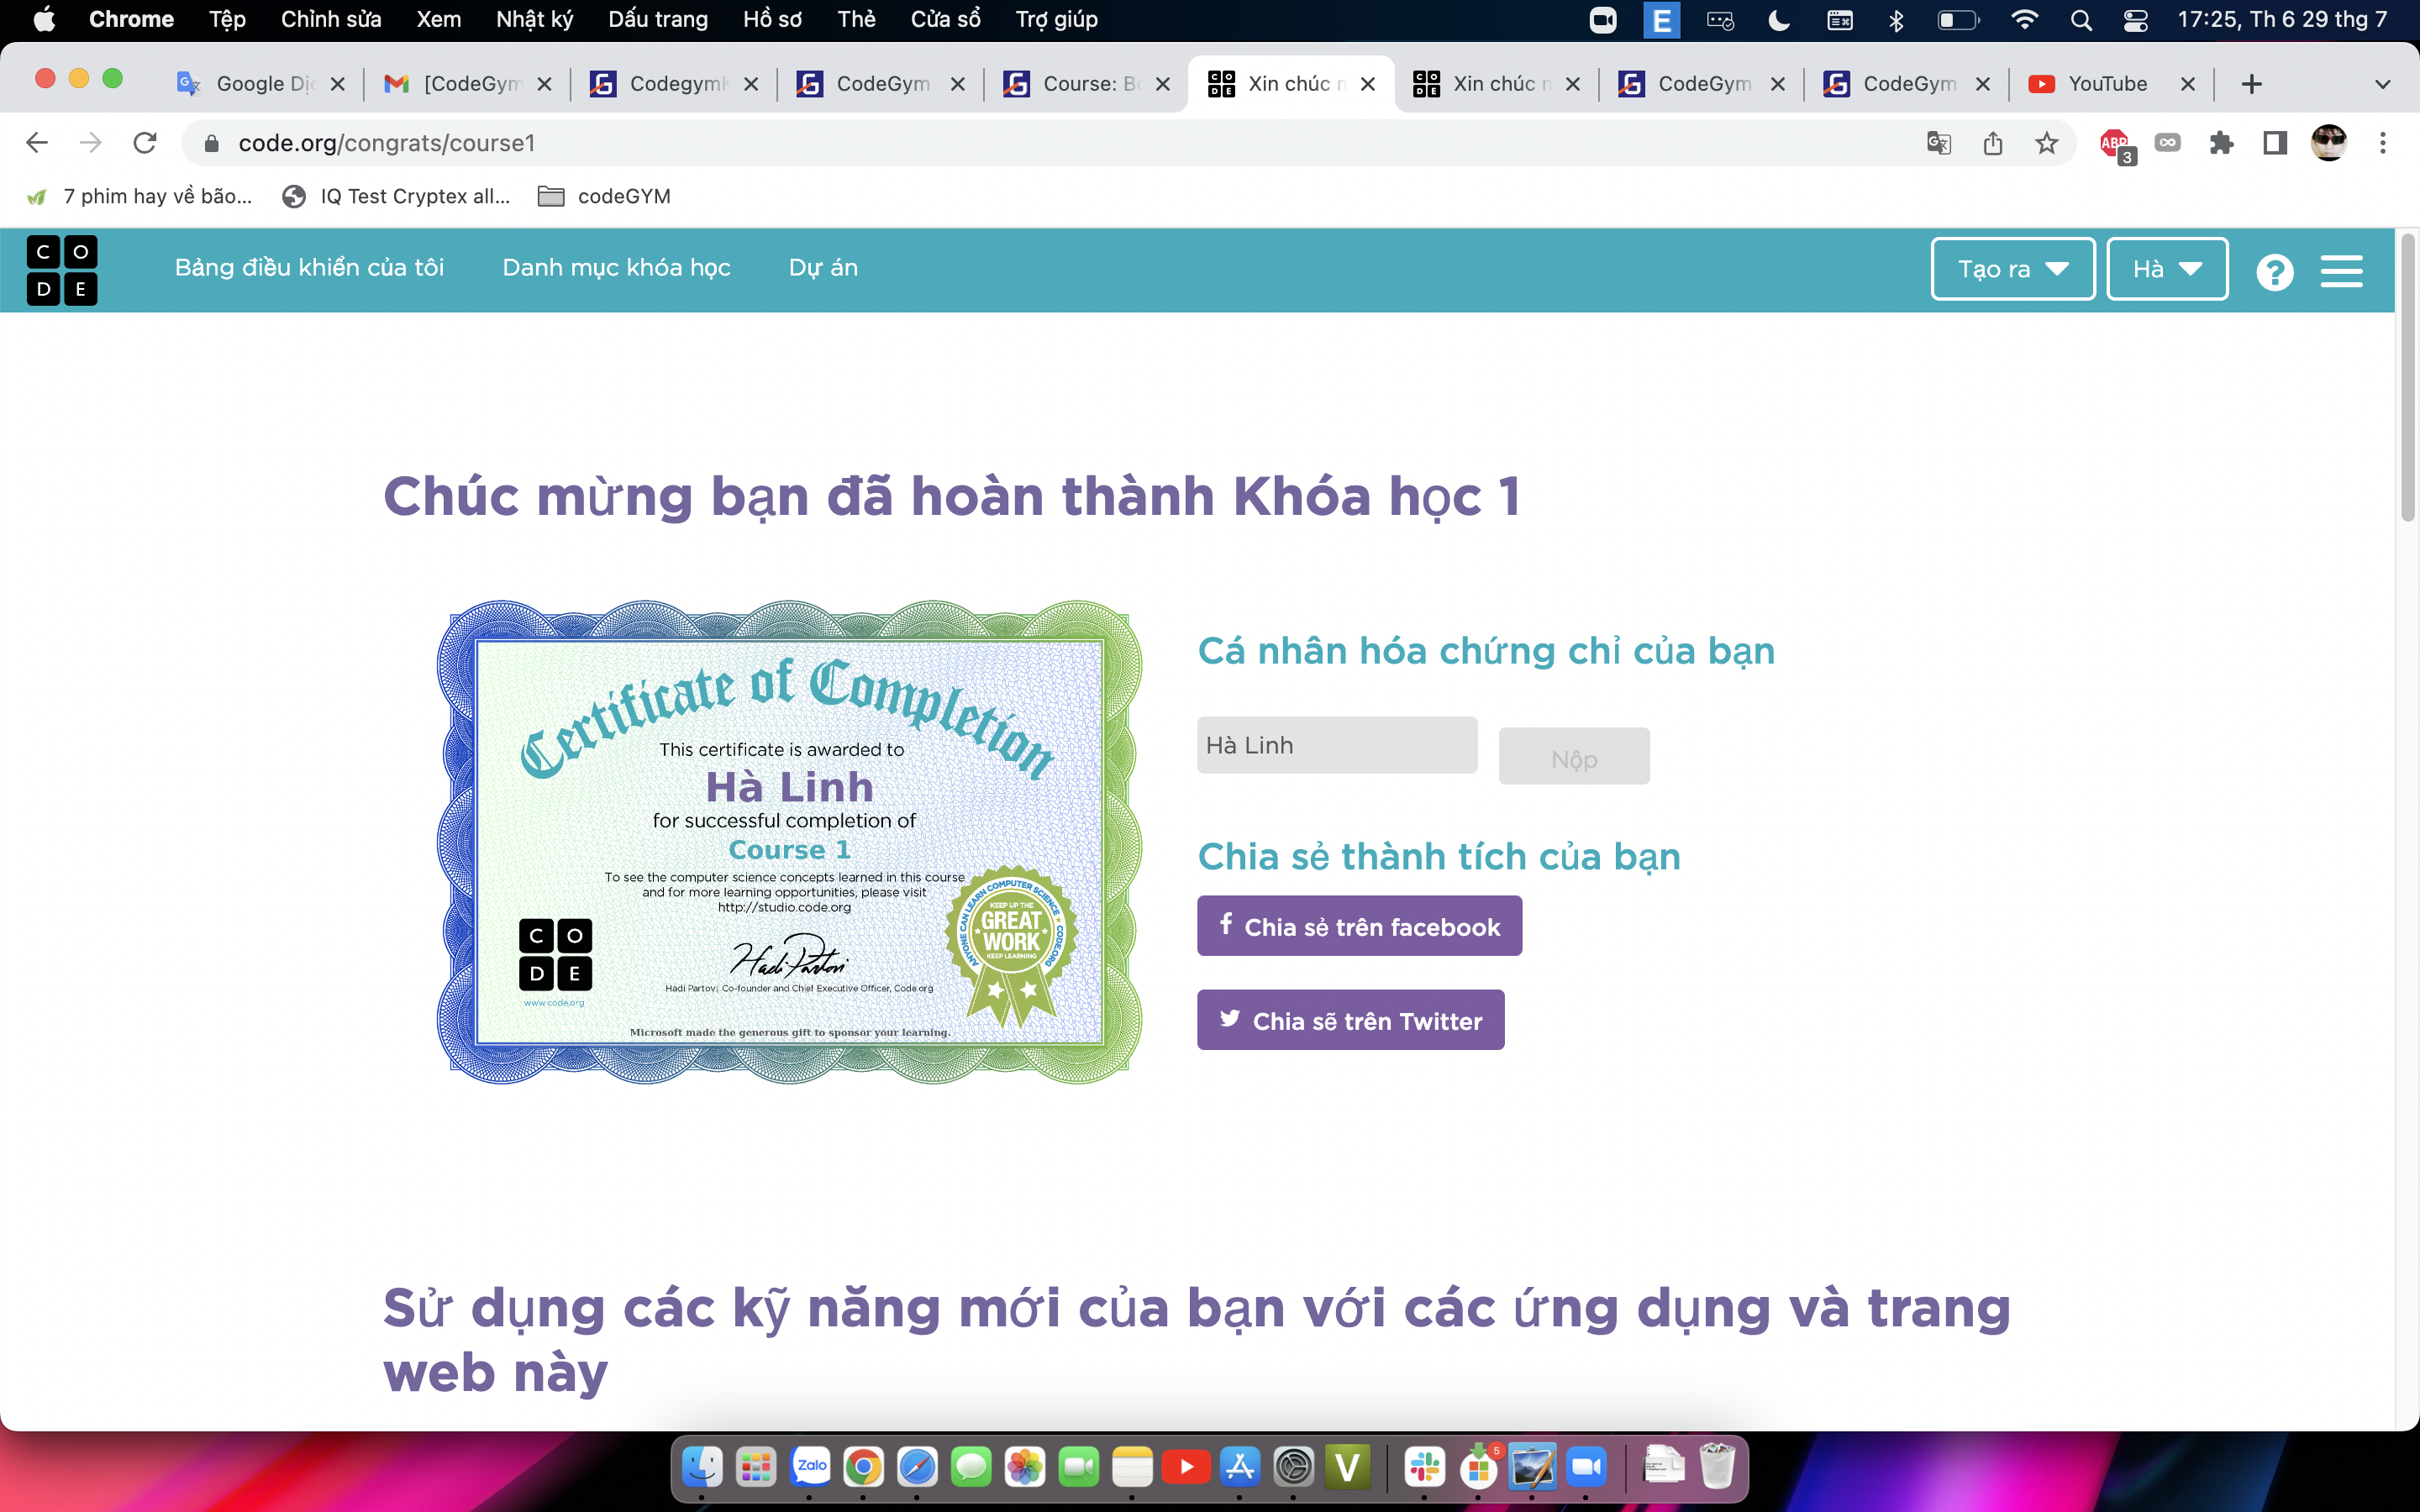 Chrome Tệp Chỉnh sửa Xem Nhật ký Dấu trang Hồ sơ Thẻ Cửa sổ Trợ giúp E 17:25, Th 6 29 thg 7
Google Dị [CodeGym Codegym CodeGym Course: B Xin chúc Xin chúc CodeGym CodeGym YouTube
code.org/congrats/course1 ABP 3
7 phim hay về bão... IQ Test Cryptex all... codeGYM
CODE Bảng điều khiển của tôi Danh mục khóa học Dự án Tạo ra Hà ?
Chúc mừng bạn đã hoàn thành Khóa học 1
Certificate of Completion
This certificate is awarded to
Hà Linh
for successful completion of
Course 1
To see the computer science concepts learned in this course
and for more learning opportunities, please visit
http://studio.code.org
CODE
www.code.org
Hadi Partovi
Hadi Partovi, Co-founder and Chief Executive Officer, Code.org
ANYONE CAN LEARN COMPUTER SCIENCE
CODE.ORG
KEEP UP THE
GREAT
WORK
KEEP LEARNING
Microsoft made the generous gift to sponsor your learning.
Cá nhân hóa chứng chỉ của bạn
Hà Linh Nộp
Chia sẻ thành tích của bạn
Chia sẻ trên facebook
Chia sẽ trên Twitter
Sử dụng các kỹ năng mới của bạn với các ứng dụng và trang
web này
Zalo V 5